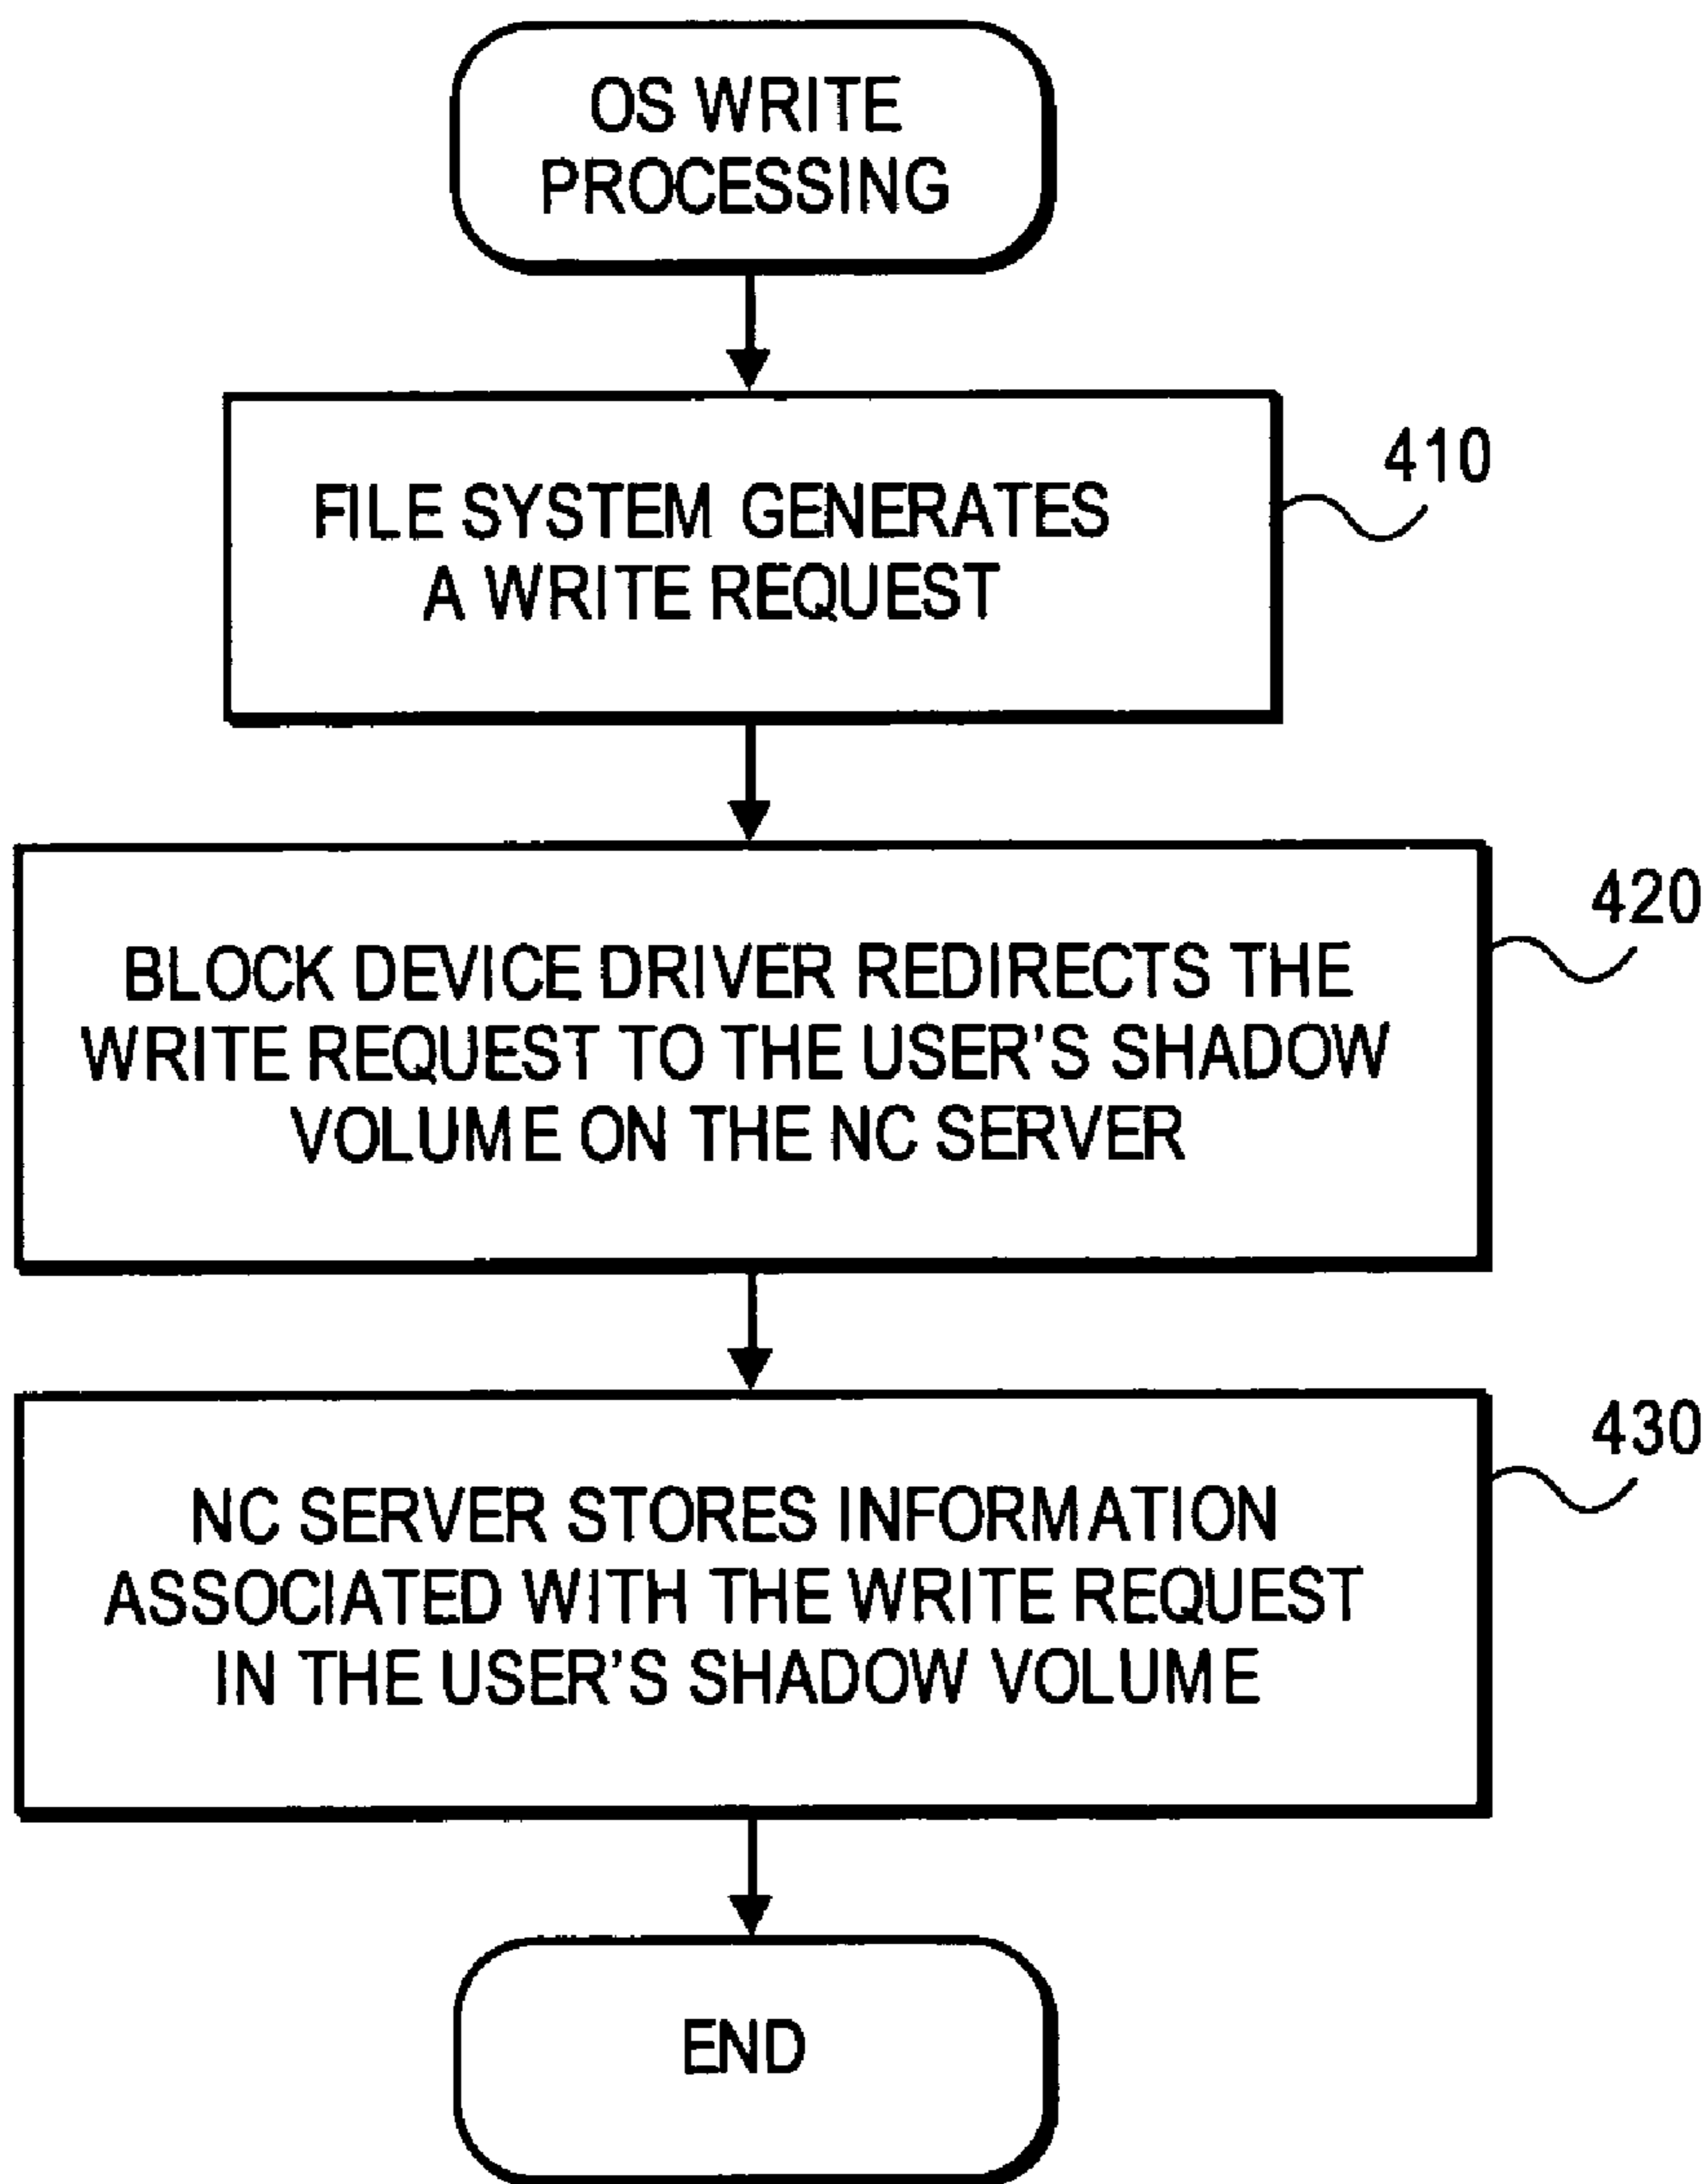 OS WRITE
PROCESSING
FILE SYSTEM GENERATES
A WRITE REQUEST
410
BLOCK DEVICE DRIVER REDIRECTS THE
WRITE REQUEST TO THE USER'S SHADOW
VOLUME ON THE NC SERVER
420
NC SERVER STORES INFORMATION
ASSOCIATED WITH THE WRITE REQUEST
IN THE USER'S SHADOW VOLUME
430
END